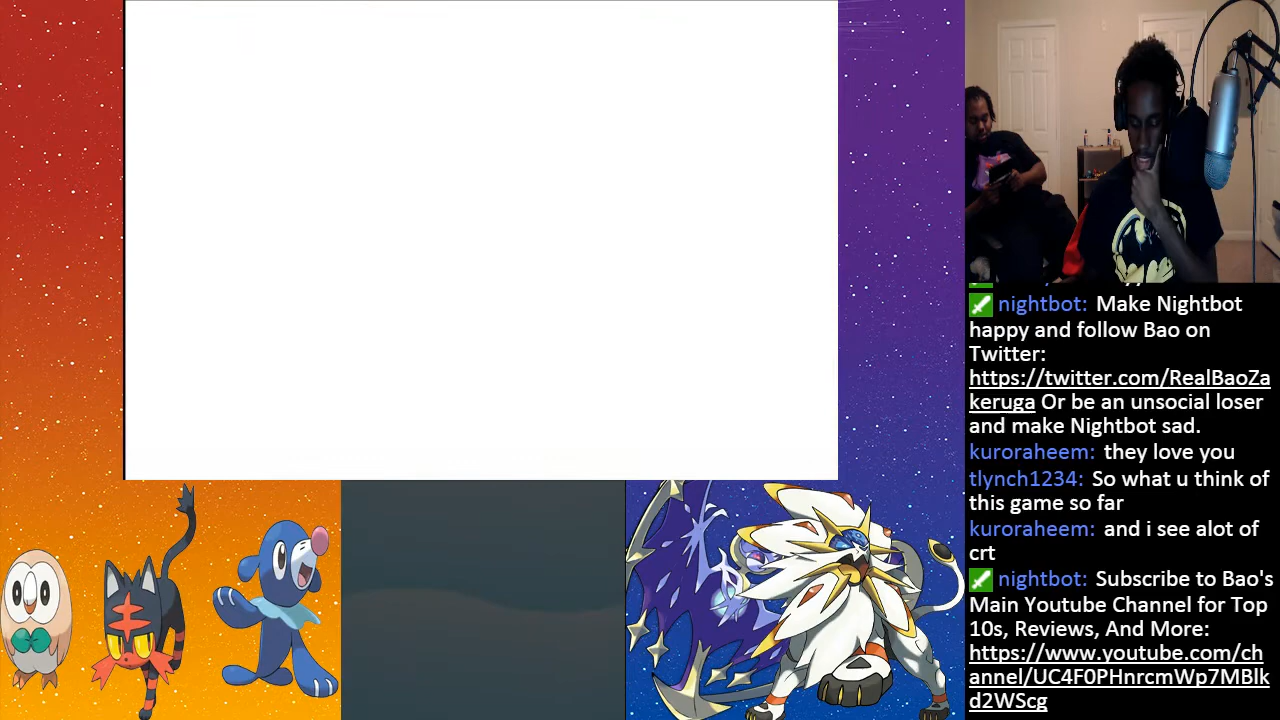 nightbot: Make Nightbot
happy and follow Bao on
Twitter:
https://twitter.com/RealBaoZa
keruga Or be an unsocial loser
and make Nightbot sad.
kuroraheem: they love you
tlynch1234: So what u think of
this game so far
kuroraheem: and i see alot of
crt
nightbot: Subscribe to Bao's
Main Youtube Channel for Top
10s, Reviews, And More:
https://www.youtube.com/ch
annel/UC4F0PHnrcmWp7MBlk
d2WScg